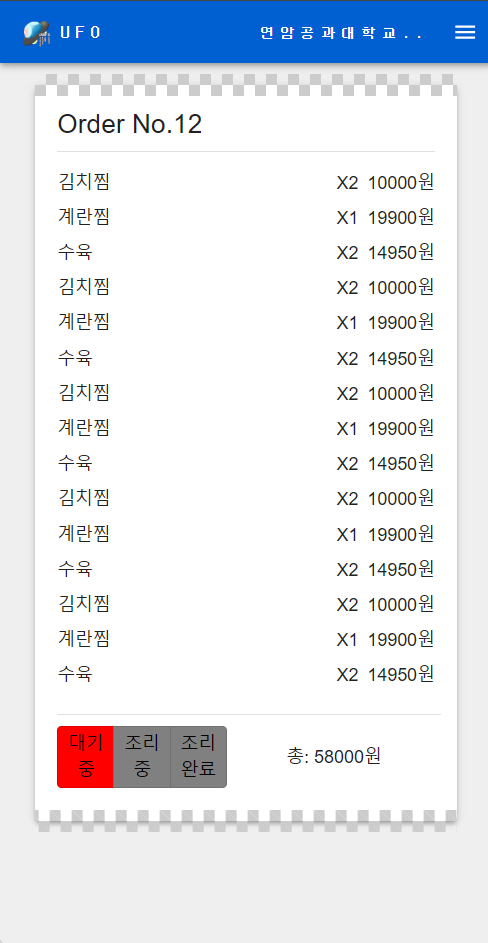 UFO 연암공과대학교..
Order No.12
김치찜 X2 10000원
계란찜 X1 19900원
수육 X2 14950원
김치찜 X2 10000원
계란찜 X1 19900원
수육 X2 14950원
김치찜 X2 10000원
계란찜 X1 19900원
수육 X2 14950원
김치찜 X2 10000원
계란찜 X1 19900원
수육 X2 14950원
김치찜 X2 10000원
계란찜 X1 19900원
수육 X2 14950원
대기
중
조리
중
조리
완료
총: 58000원